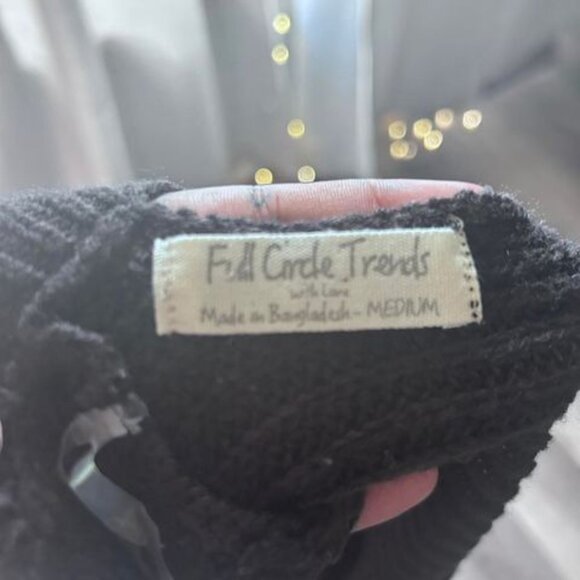 Full Circle Trends
with Love
Made in Bangladesh - MEDIUM